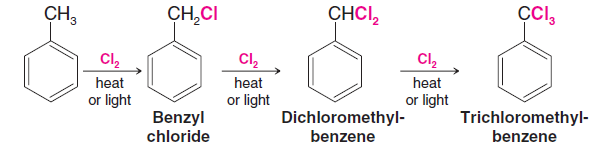 CH₃
CH₂Cl
CHCl₂
CCl₃
Cl₂
heat
or light
Cl₂
heat
or light
Cl₂
heat
or light
Benzyl
chloride
Dichloromethyl-
benzene
Trichloromethyl-
benzene